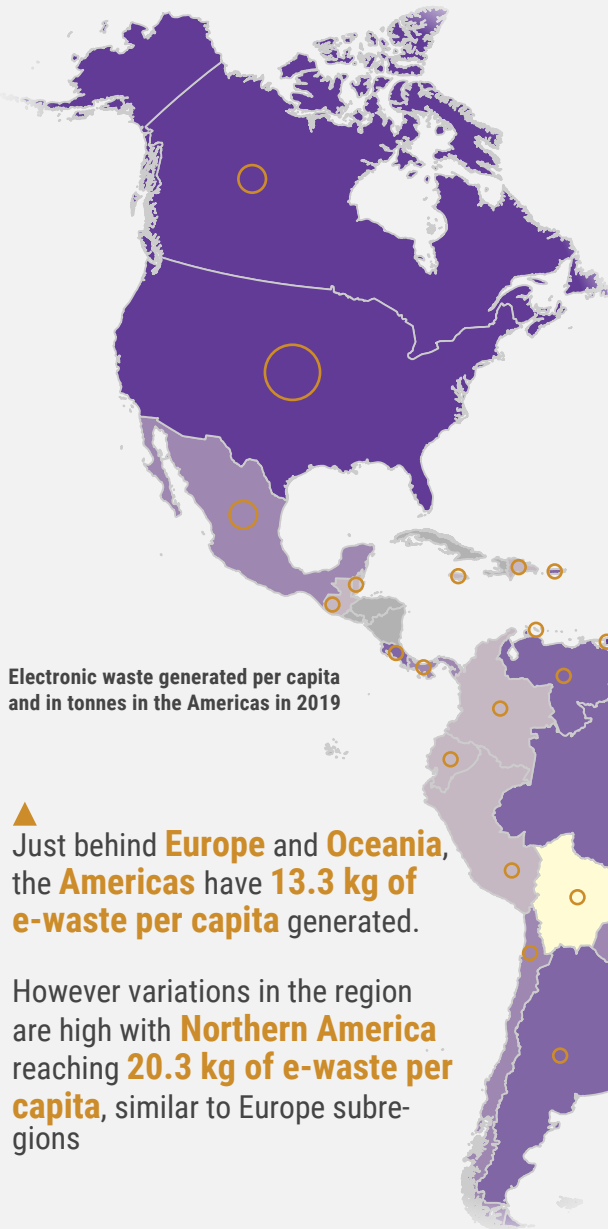 Electronic waste generated per capita
and in tonnes in the Americas in 2019
Just behind Europe and Oceania,
the Americas have 13.3 kg of
e-waste per capita generated.
However variations in the region
are high with Northern America
reaching 20.3 kg of e-waste per
capita, similar to Europe subre-
gions